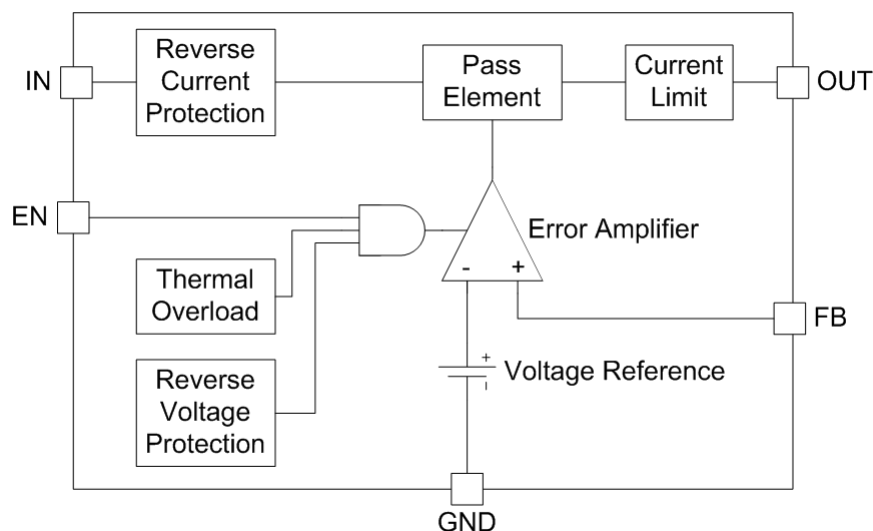 IN
Reverse
Current
Protection
Pass
Element
Current
Limit
OUT
EN
Error Amplifier
-
+
Thermal
Overload
FB
Reverse
Voltage
Protection
+
Voltage Reference
-
GND